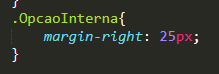 }
.OpcaoInterna{
margin-right: 25px;
}